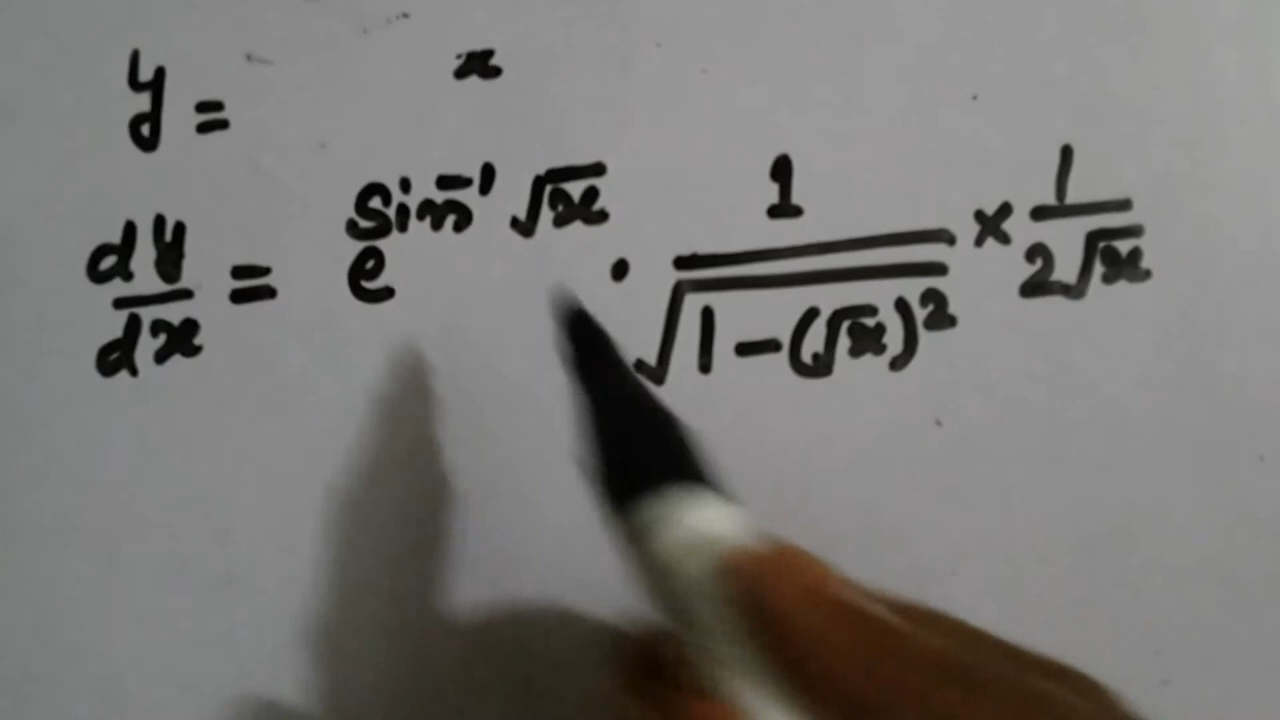 y = x
dy/dx = e^(sin⁻¹ √x) · 1/√(1-(√x)²) × 1/(2√x)